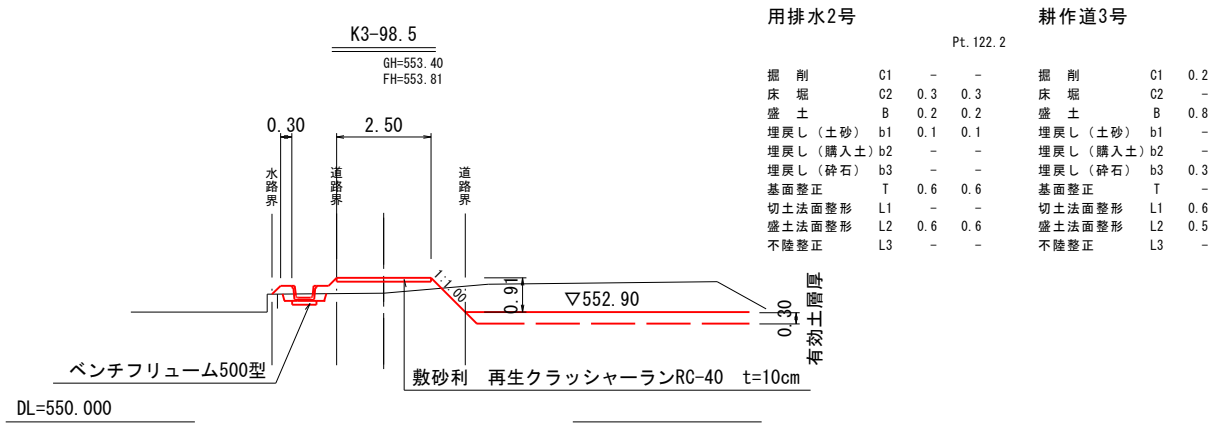 K3-98.5
GH=553.40
FH=553.81
0.30
2.50
水路界
道路界
道路界
1:1.00
0.91
▽552.90
0.30
有効土層厚
ベンチフリューム500型
敷砂利 再生クラッシャーランRC-40 t=10cm
DL=550.000
用排水2号
Pt.122.2
掘 削 C1 - -
床 堀 C2 0.3 0.3
盛 土 B 0.2 0.2
埋戻し(土砂) b1 0.1 0.1
埋戻し(購入土) b2 - -
埋戻し(砕石) b3 - -
基面整正 T 0.6 0.6
切土法面整形 L1 - -
盛土法面整形 L2 0.6 0.6
不陸整正 L3 - -
耕作道3号
掘 削 C1 0.2
床 堀 C2 -
盛 土 B 0.8
埋戻し(土砂) b1 -
埋戻し(購入土) b2 -
埋戻し(砕石) b3 0.3
基面整正 T -
切土法面整形 L1 0.6
盛土法面整形 L2 0.5
不陸整正 L3 -